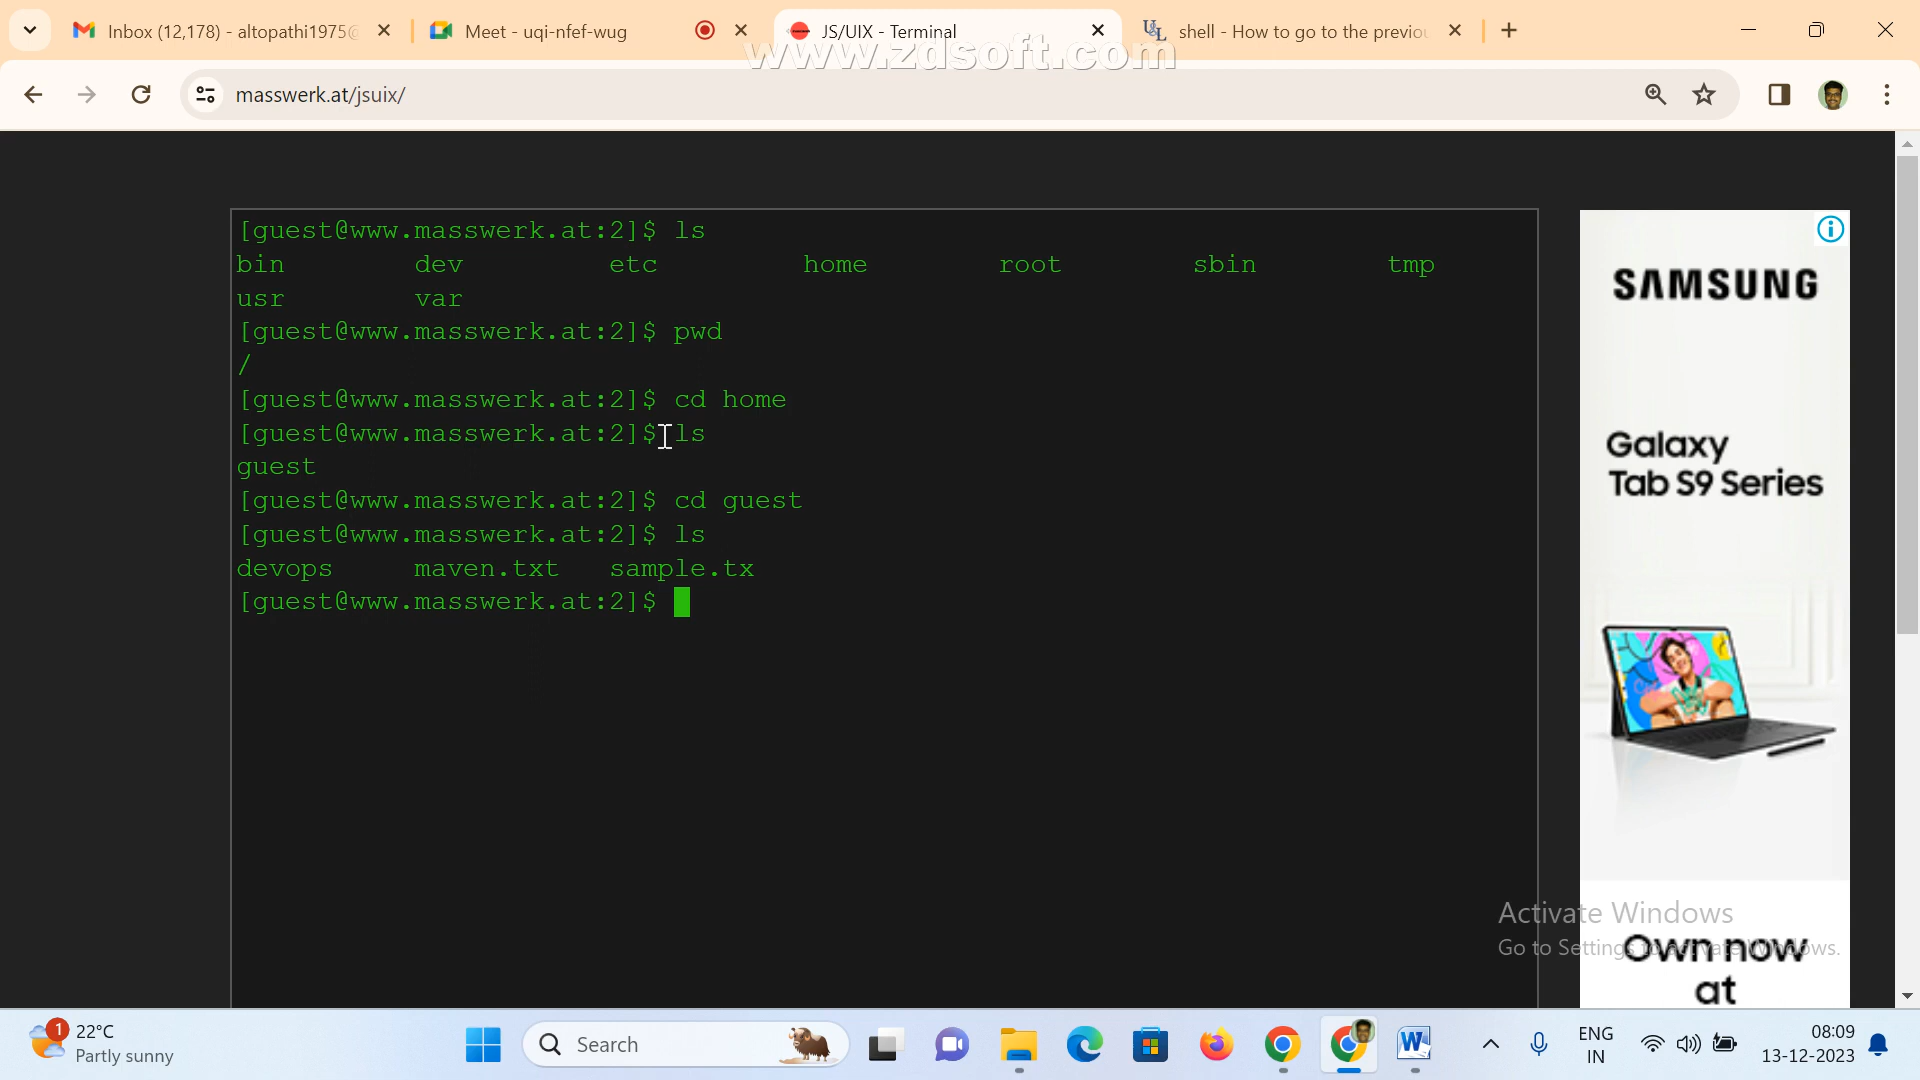 Inbox (12,178) - altopathi1975@
Meet - uqi-nfef-wug
JS/UIX - Terminal
shell - How to go to the previou
www.zdsoft.com
masswerk.at/jsuix/
[guest@www.masswerk.at:2]$ ls
bin dev etc home root sbin tmp
usr var
[guest@www.masswerk.at:2]$ pwd
/
[guest@www.masswerk.at:2]$ cd home
[guest@www.masswerk.at:2]$ ls
guest
[guest@www.masswerk.at:2]$ cd guest
[guest@www.masswerk.at:2]$ ls
devops maven.txt sample.tx
[guest@www.masswerk.at:2]$
SAMSUNG
Galaxy
Tab S9 Series
Activate Windows
Go to Settings to activate Windows.
Own now
at
1
22°C
Partly sunny
Search
ENG
IN
08:09
13-12-2023